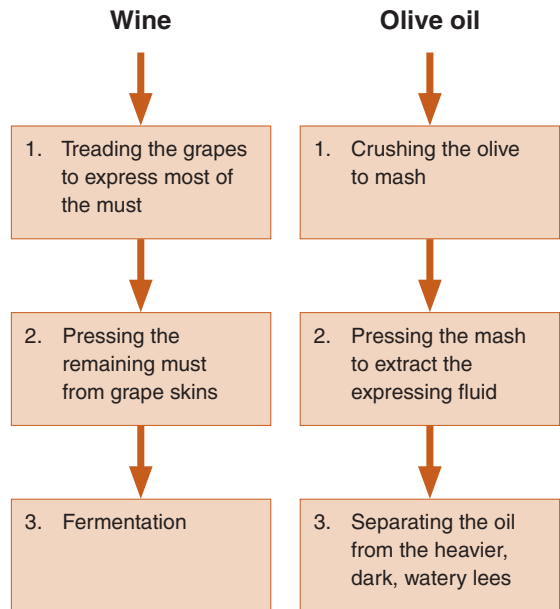 Wine
1. Treading the grapes
to express most of
the must
2. Pressing the
remaining must
from grape skins
3. Fermentation
Olive oil
1. Crushing the olive
to mash
2. Pressing the mash
to extract the
expressing fluid
3. Separating the oil
from the heavier,
dark, watery lees